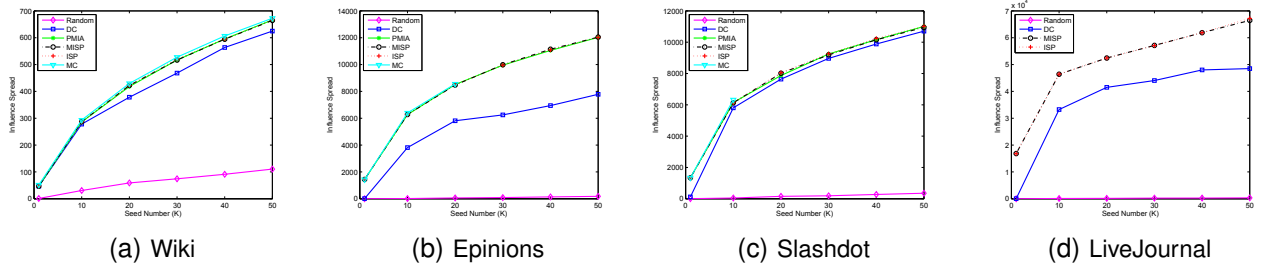 700
600
500
400
300
200
100
0
0 10 20 30 40 50
Influence Spread
Seed Number (K)
Random
DC
PMIA
MISP
ISP
MC
(a) Wiki
14000
12000
10000
8000
6000
4000
2000
0
0 10 20 30 40 50
Influence Spread
Seed Number (K)
Random
DC
PMIA
MISP
ISP
MC
(b) Epinions
12000
10000
8000
6000
4000
2000
0
0 10 20 30 40 50
Influence Spread
Seed Number (K)
Random
DC
PMIA
MISP
ISP
MC
(c) Slashdot
x 10⁴
7
6
5
4
3
2
1
0
0 10 20 30 40 50
Influence Spread
Seed Number (K)
Random
DC
MISP
ISP
(d) LiveJournal